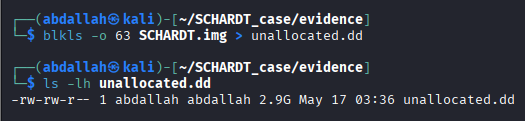 ┌──(abdallah㉿kali)-[~/SCHARDT_case/evidence]
└─$ blkls -o 63 SCHARDT.img > unallocated.dd
┌──(abdallah㉿kali)-[~/SCHARDT_case/evidence]
└─$ ls -lh unallocated.dd
-rw-rw-r-- 1 abdallah abdallah 2.9G May 17 03:36 unallocated.dd